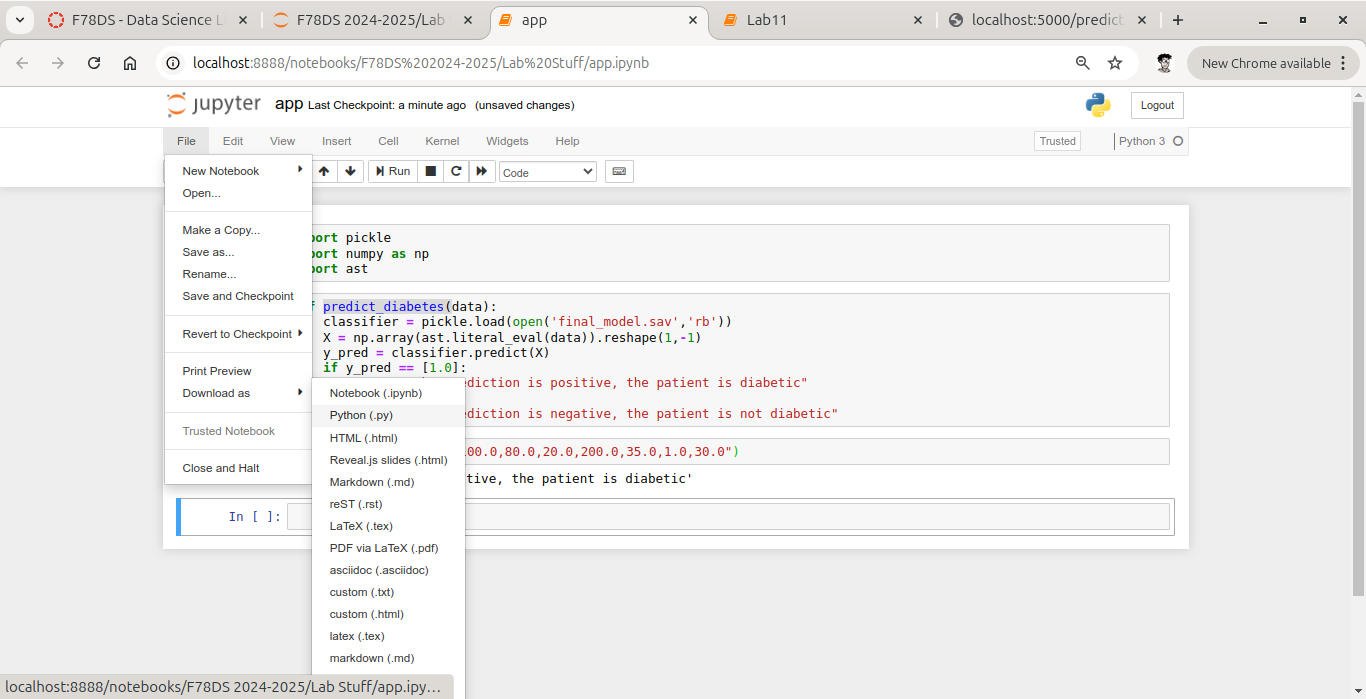 F78DS - Data Science L
F78DS 2024-2025/Lab
app
Lab11
localhost:5000/predict
localhost:8888/notebooks/F78DS%202024-2025/Lab%20Stuff/app.ipynb
New Chrome available
jupyter
app Last Checkpoint: a minute ago (unsaved changes)
Logout
File Edit View Insert Cell Kernel Widgets Help
Trusted
Python 3
Run
Code
New Notebook
Open...
Make a Copy...
Save as...
Rename...
Save and Checkpoint
Revert to Checkpoint
Print Preview
Download as
Trusted Notebook
Close and Halt
Notebook (.ipynb)
Python (.py)
HTML (.html)
Reveal.js slides (.html)
Markdown (.md)
reST (.rst)
LaTeX (.tex)
PDF via LaTeX (.pdf)
asciidoc (.asciidoc)
custom (.txt)
custom (.html)
latex (.tex)
markdown (.md)
port pickle
port numpy as np
port ast
f predict_diabetes(data):
classifier = pickle.load(open('final_model.sav','rb'))
X = np.array(ast.literal_eval(data)).reshape(1,-1)
y_pred = classifier.predict(X)
if y_pred == [1.0]:
ediction is positive, the patient is diabetic"
ediction is negative, the patient is not diabetic"
00.0,80.0,20.0,200.0,35.0,1.0,30.0")
tive, the patient is diabetic'
In [ ]:
localhost:8888/notebooks/F78DS 2024-2025/Lab Stuff/app.ipy…